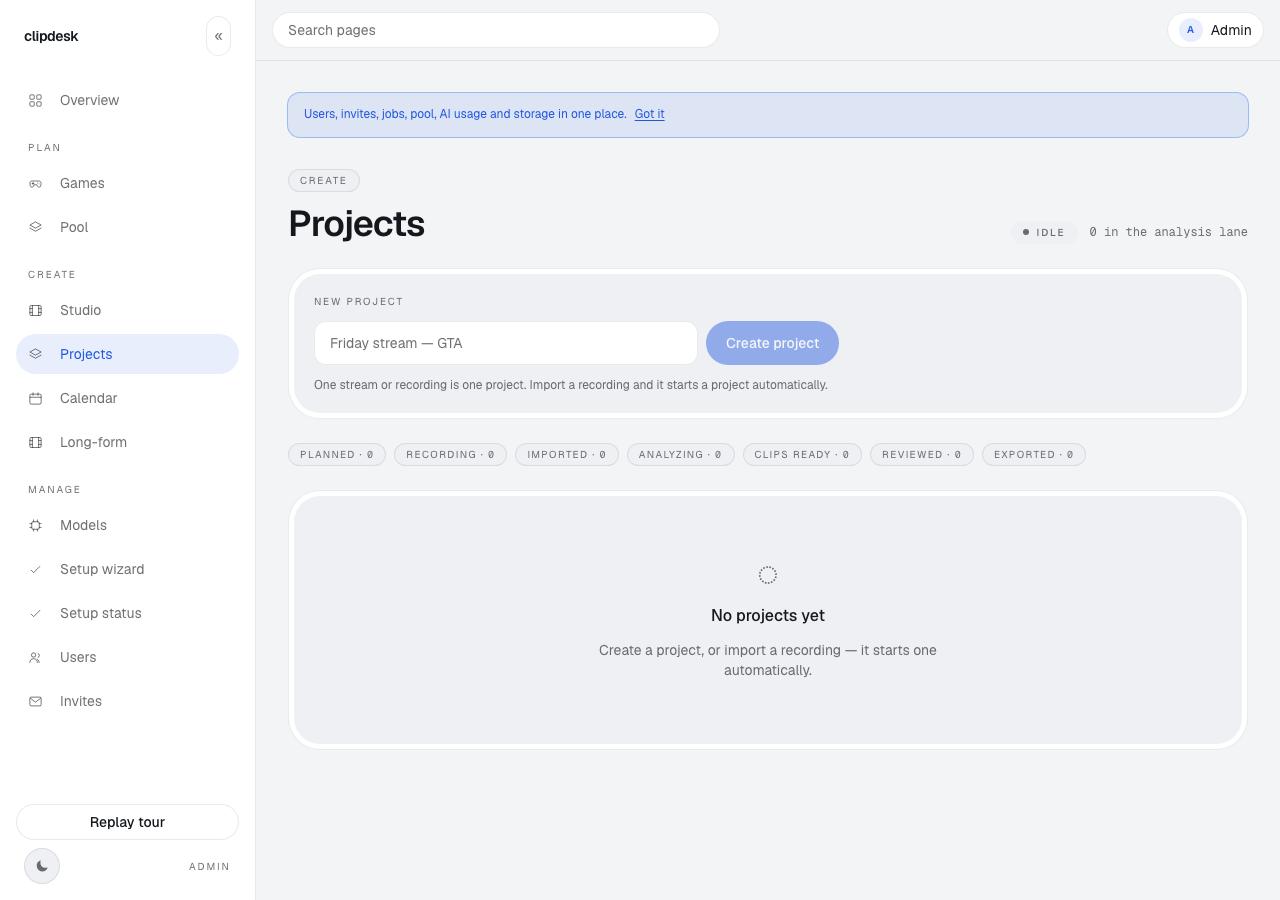 clipdesk
«
Overview
PLAN
Games
Pool
CREATE
Studio
Projects
Calendar
Long-form
MANAGE
Models
Setup wizard
Setup status
Users
Invites
Replay tour
ADMIN
Search pages
A Admin
Users, invites, jobs, pool, AI usage and storage in one place. Got it
CREATE
Projects
IDLE 0 in the analysis lane
NEW PROJECT
Friday stream — GTA Create project
One stream or recording is one project. Import a recording and it starts a project automatically.
PLANNED · 0 RECORDING · 0 IMPORTED · 0 ANALYZING · 0 CLIPS READY · 0 REVIEWED · 0 EXPORTED · 0
No projects yet
Create a project, or import a recording — it starts one
automatically.